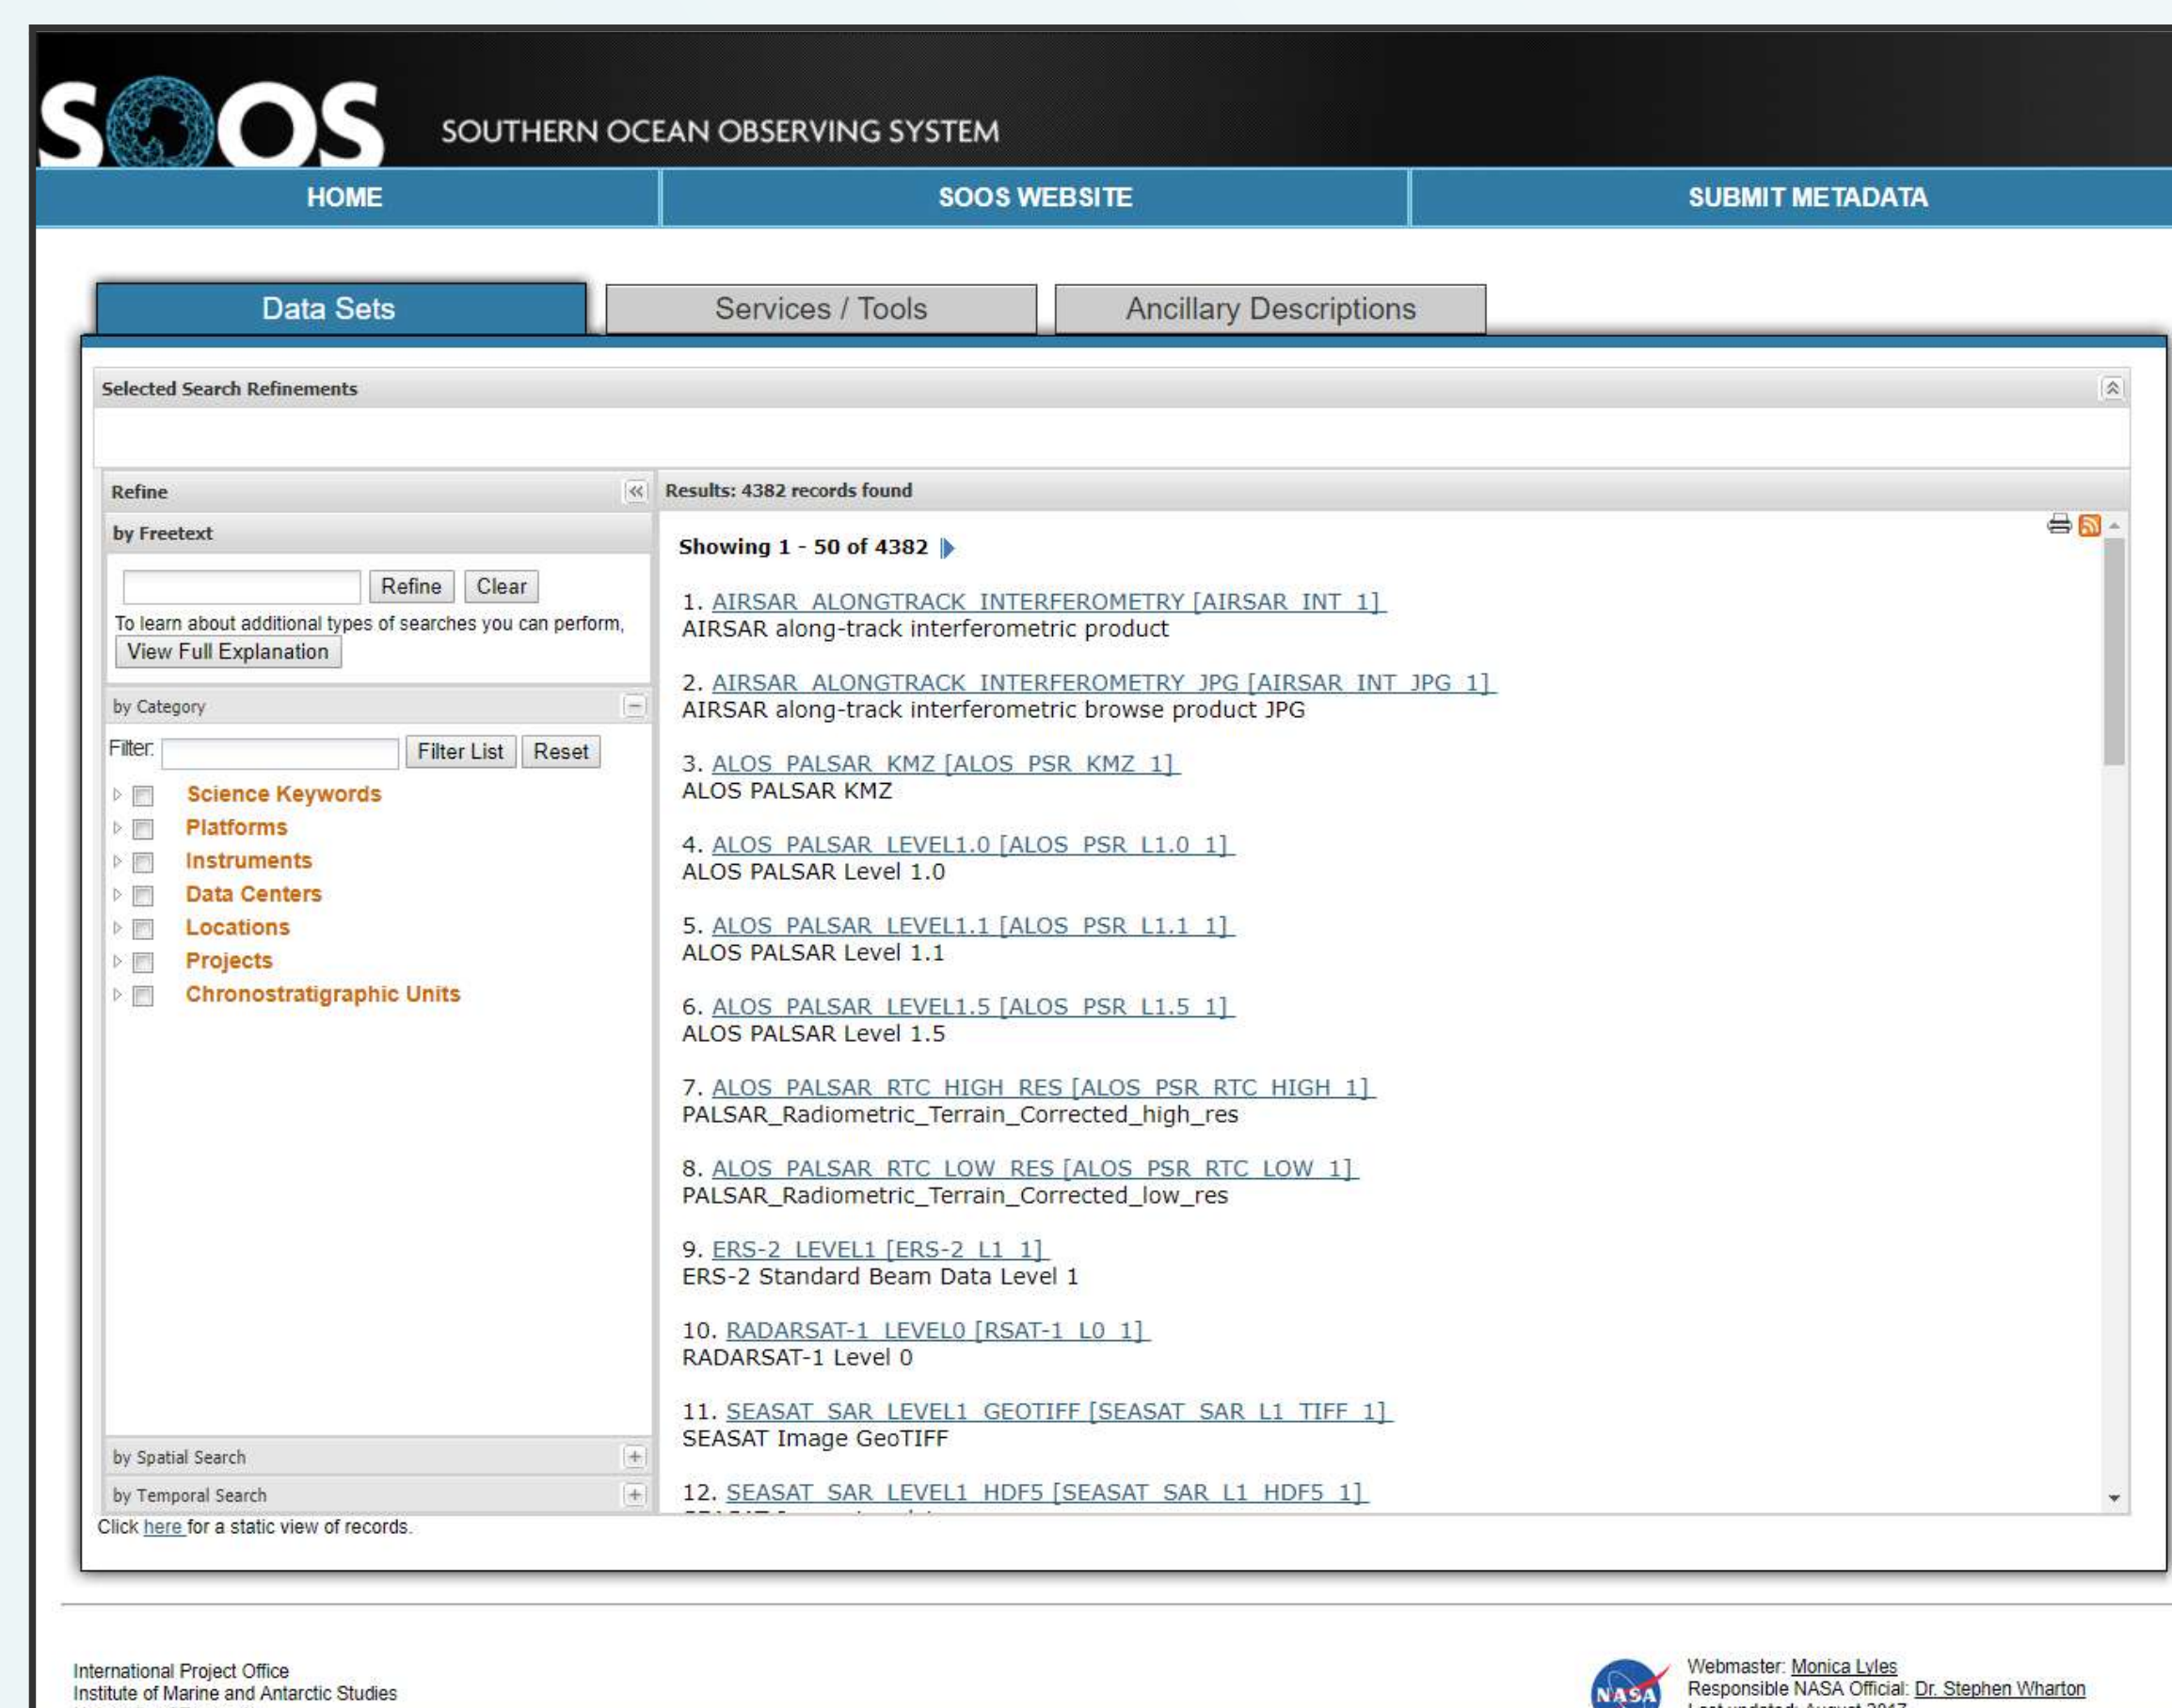 SOOS
SOUTHERN OCEAN OBSERVING SYSTEM
HOME
SOOS WEBSITE
SUBMIT METADATA
Data Sets
Services / Tools
Ancillary Descriptions
Selected Search Refinements
Refine
by Freetext
Refine
Clear
To learn about additional types of searches you can perform,
View Full Explanation
by Category
Filter:
Filter List
Reset
Science Keywords
Platforms
Instruments
Data Centers
Locations
Projects
Chronostratigraphic Units
by Spatial Search
by Temporal Search
Click here for a static view of records.
Results: 4382 records found
Showing 1 - 50 of 4382
1. AIRSAR_ALONGTRACK_INTERFEROMETRY [AIRSAR_INT_1]
AIRSAR along-track interferometric product
2. AIRSAR_ALONGTRACK_INTERFEROMETRY_JPG [AIRSAR_INT_JPG_1]
AIRSAR along-track interferometric browse product JPG
3. ALOS_PALSAR_KMZ [ALOS_PSR_KMZ_1]
ALOS PALSAR KMZ
4. ALOS_PALSAR_LEVEL1.0 [ALOS_PSR_L1.0_1]
ALOS PALSAR Level 1.0
5. ALOS_PALSAR_LEVEL1.1 [ALOS_PSR_L1.1_1]
ALOS PALSAR Level 1.1
6. ALOS_PALSAR_LEVEL1.5 [ALOS_PSR_L1.5_1]
ALOS PALSAR Level 1.5
7. ALOS_PALSAR_RTC_HIGH_RES [ALOS_PSR_RTC_HIGH_1]
PALSAR_Radiometric_Terrain_Corrected_high_res
8. ALOS_PALSAR_RTC_LOW_RES [ALOS_PSR_RTC_LOW_1]
PALSAR_Radiometric_Terrain_Corrected_low_res
9. ERS-2_LEVEL1 [ERS-2_L1_1]
ERS-2 Standard Beam Data Level 1
10. RADARSAT-1_LEVEL0 [RSAT-1_L0_1]
RADARSAT-1 Level 0
11. SEASAT_SAR_LEVEL1_GEOTIFF [SEASAT_SAR_L1_TIFF_1]
SEASAT Image GeoTIFF
12. SEASAT_SAR_LEVEL1_HDF5 [SEASAT_SAR_L1_HDF5_1]
International Project Office
Institute of Marine and Antarctic Studies
NASA
Webmaster: Monica Lyles
Responsible NASA Official: Dr. Stephen Wharton
Last updated: August 2017